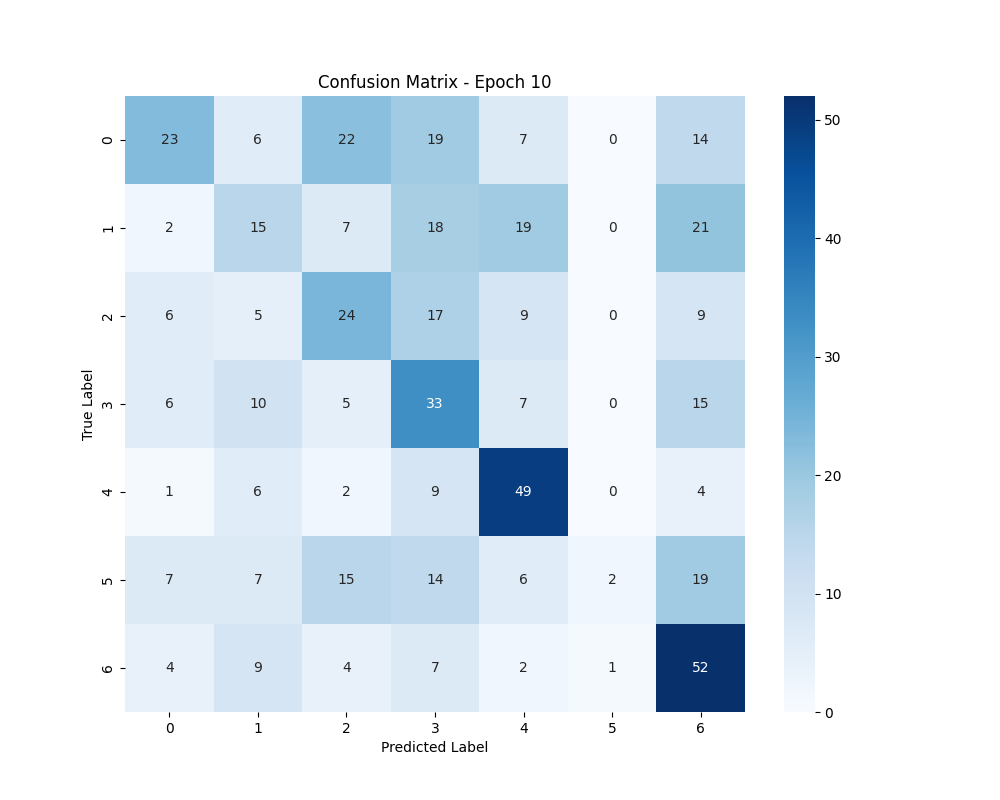 Confusion Matrix - Epoch 10
0 23 6 22 19 7 0 14
1 2 15 7 18 19 0 21
2 6 5 24 17 9 0 9
3 6 10 5 33 7 0 15
4 1 6 2 9 49 0 4
5 7 7 15 14 6 2 19
6 4 9 4 7 2 1 52
0 1 2 3 4 5 6
Predicted Label
True Label
50
40
30
20
10
0